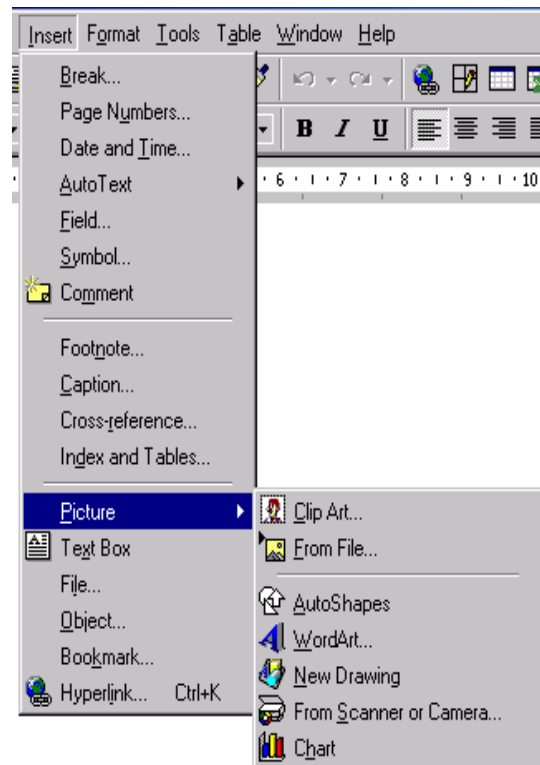 Insert Format Tools Table Window Help
Break...
Page Numbers...
B I U
Date and Time...
AutoText
6 7 8 9 10
Field...
Symbol...
Comment
Footnote...
Caption...
Cross-reference...
Index and Tables...
Picture
Clip Art...
Text Box
From File...
File...
AutoShapes
Object...
WordArt...
Bookmark...
New Drawing
Hyperlink... Ctrl+K
From Scanner or Camera...
Chart